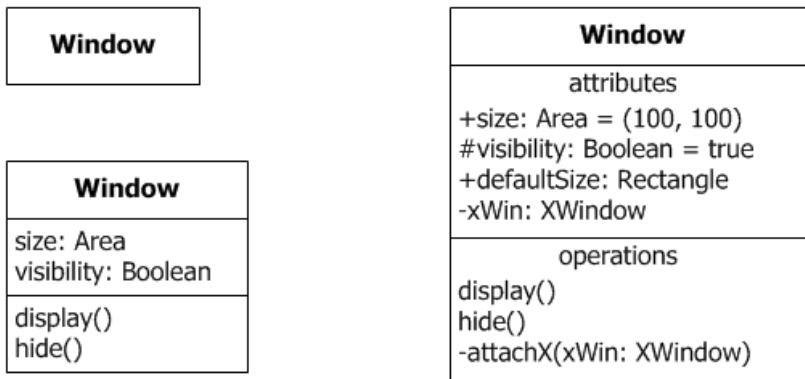 Window
Window
size: Area
visibility: Boolean
display()
hide()
Window
attributes
+size: Area = (100, 100)
#visibility: Boolean = true
+defaultSize: Rectangle
-xWin: XWindow
operations
display()
hide()
-attachX(xWin: XWindow)